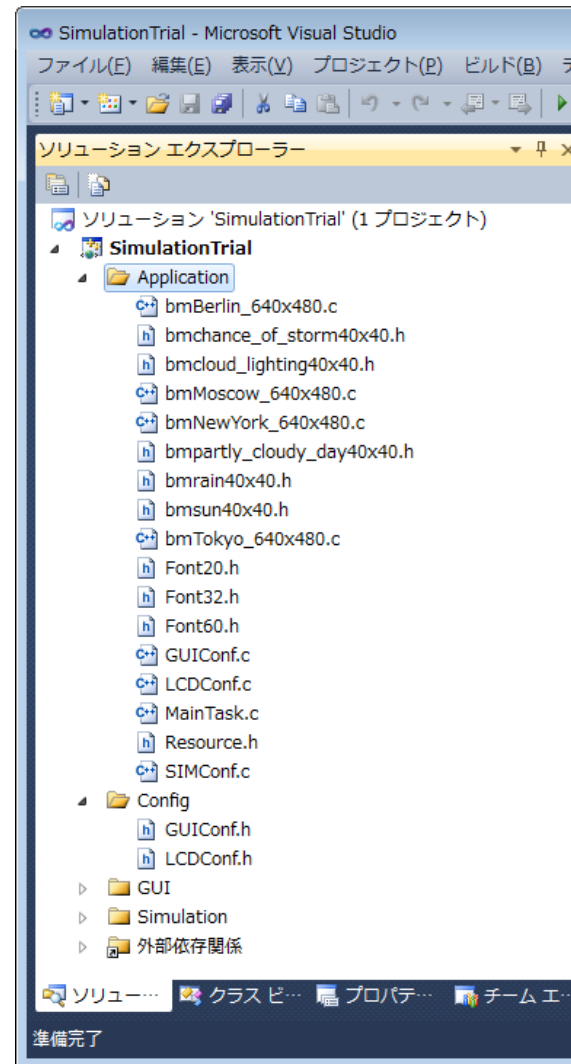 SimulationTrial - Microsoft Visual Studio
ファイル(F) 編集(E) 表示(V) プロジェクト(P) ビルド(B) デ
ソリューション エクスプローラー
ソリューション 'SimulationTrial' (1 プロジェクト)
SimulationTrial
Application
bmBerlin_640x480.c
bmchance_of_storm40x40.h
bmcloud_lighting40x40.h
bmMoscow_640x480.c
bmNewYork_640x480.c
bmpartly_cloudy_day40x40.h
bmrain40x40.h
bmsun40x40.h
bmTokyo_640x480.c
Font20.h
Font32.h
Font60.h
GUIConf.c
LCDConf.c
MainTask.c
Resource.h
SIMConf.c
Config
GUIConf.h
LCDConf.h
GUI
Simulation
外部依存関係
ソリュー… クラス ビ… プロパテ… チーム エ…
準備完了